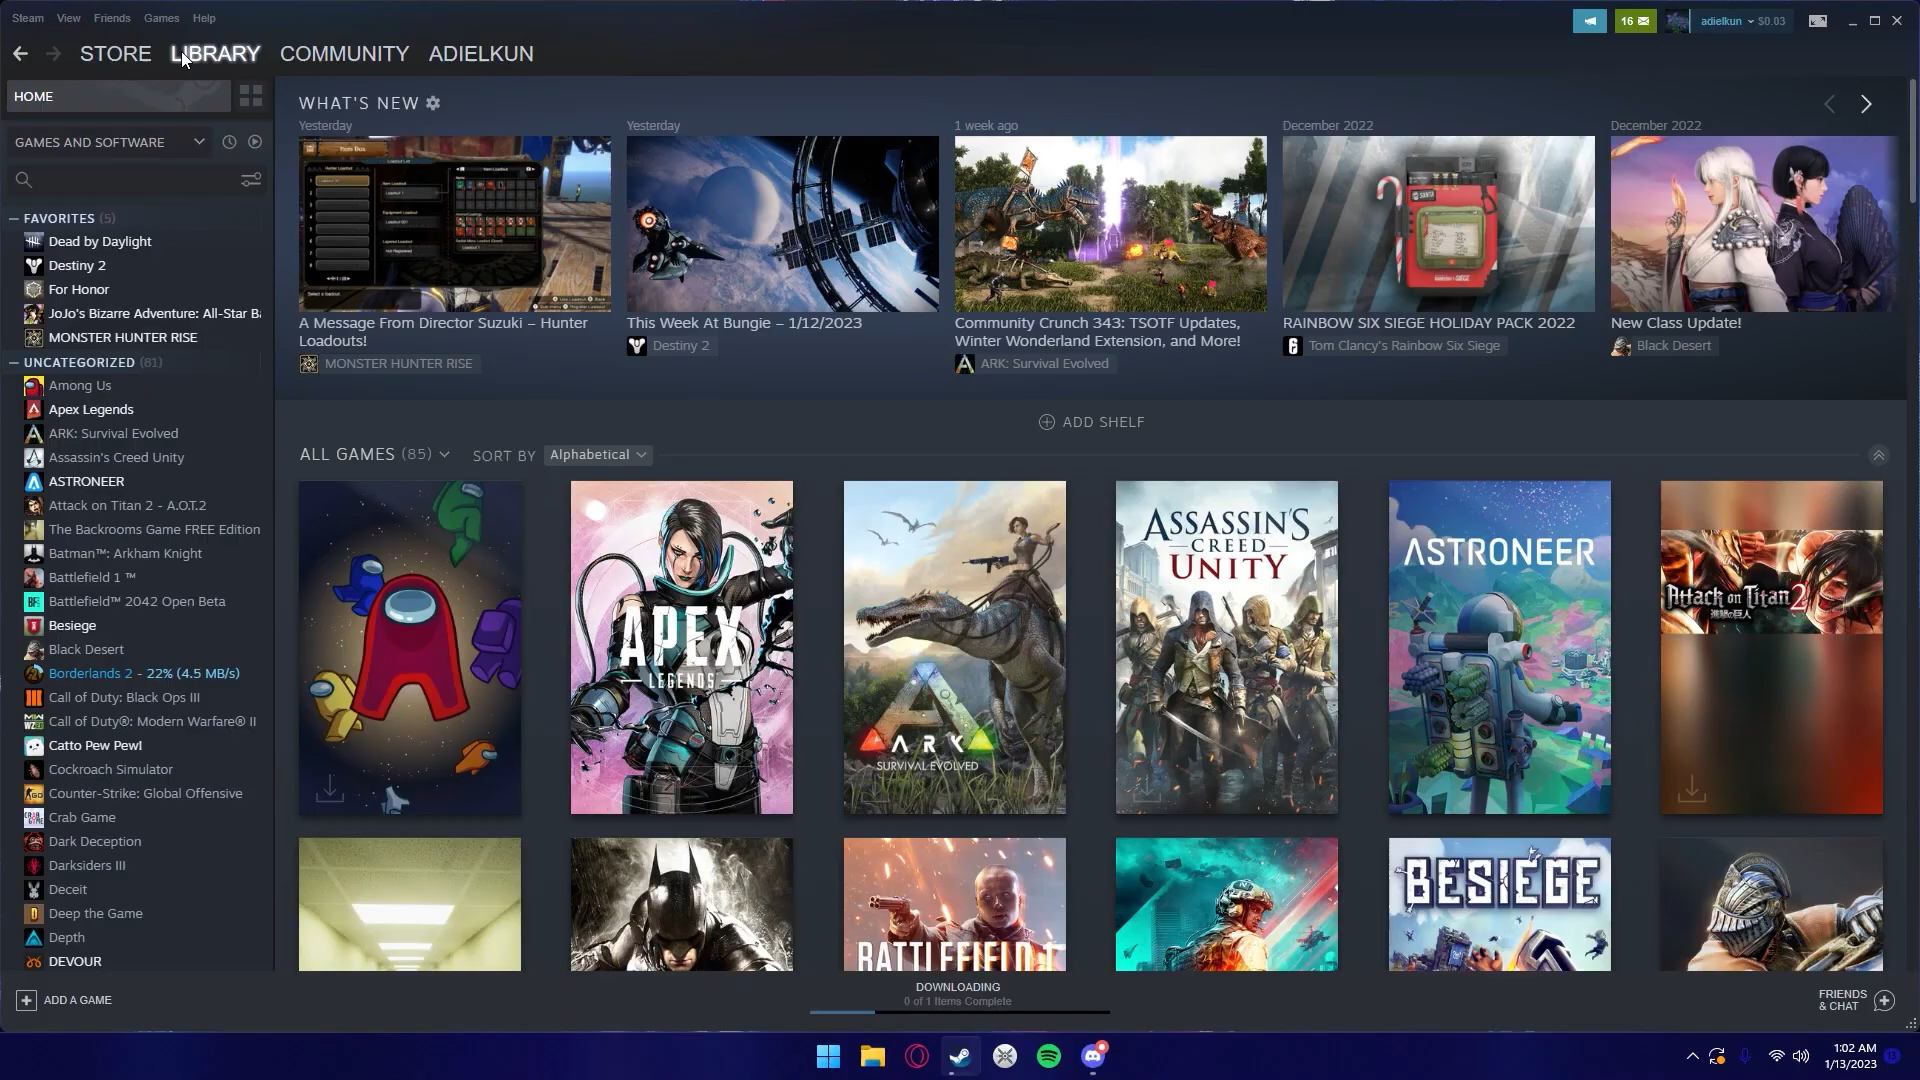 Steam View Friends Games Help
16
adielkun $0.03
STORE LIBRARY COMMUNITY ADIELKUN
HOME
GAMES AND SOFTWARE
FAVORITES (5)
Dead by Daylight
Destiny 2
For Honor
JoJo's Bizarre Adventure: All-Star Ba
MONSTER HUNTER RISE
UNCATEGORIZED (81)
Among Us
Apex Legends
ARK: Survival Evolved
Assassin's Creed Unity
ASTRONEER
Attack on Titan 2 - A.O.T.2
The Backrooms Game FREE Edition
Batman™: Arkham Knight
Battlefield 1 ™
Battlefield™ 2042 Open Beta
Besiege
Black Desert
Borderlands 2 - 22% (4.5 MB/s)
Call of Duty: Black Ops III
Call of Duty®: Modern Warfare® II
Catto Pew Pew!
Cockroach Simulator
Counter-Strike: Global Offensive
Crab Game
Dark Deception
Darksiders III
Deceit
Deep the Game
Depth
DEVOUR
ADD A GAME
WHAT'S NEW
Yesterday
Item Box
A Message From Director Suzuki – Hunter
Loadouts!
MONSTER HUNTER RISE
Yesterday
This Week At Bungie – 1/12/2023
Destiny 2
1 week ago
Community Crunch 343: TSOTF Updates,
Winter Wonderland Extension, and More!
ARK: Survival Evolved
December 2022
RAINBOW SIX SIEGE HOLIDAY PACK 2022
Tom Clancy's Rainbow Six Siege
December 2022
New Class Update!
Black Desert
ADD SHELF
ALL GAMES (85) SORT BY Alphabetical
APEX
LEGENDS
ARK
SURVIVAL EVOLVED
ASSASSIN'S
CREED
UNITY
ASTRONEER
Attack on Titan 2
進撃の巨人
BATTLEFIELD 1
BESIEGE
DOWNLOADING
0 of 1 Items Complete
FRIENDS
& CHAT
1:02 AM
1/13/2023